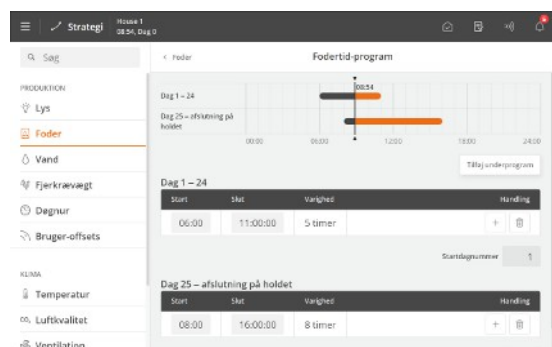 Strategi
House 1
08:54, Dag 0
Søg
< Foder
Fodertid-program
PRODUKTION
Lys
Foder
Vand
Fjerkrævægt
Døgnur
Bruger-offsets
KLIMA
Temperatur
Luftkvalitet
Ventilation
08:54
Dag 1 – 24
Dag 25 – afslutning på
holdet
00:00 06:00 12:00 18:00 24:00
Tilføj underprogram
Dag 1 – 24
Start Slut Varighed Handling
06:00 11:00:00 5 timer +
Startdagnummer 1
Dag 25 – afslutning på holdet
Start Slut Varighed Handling
08:00 16:00:00 8 timer +